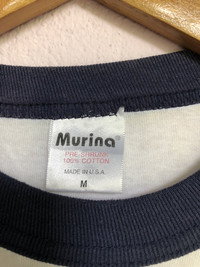 Murina®
PRE-SHRUNK
100% COTTON
MADE IN U.S.A.
M